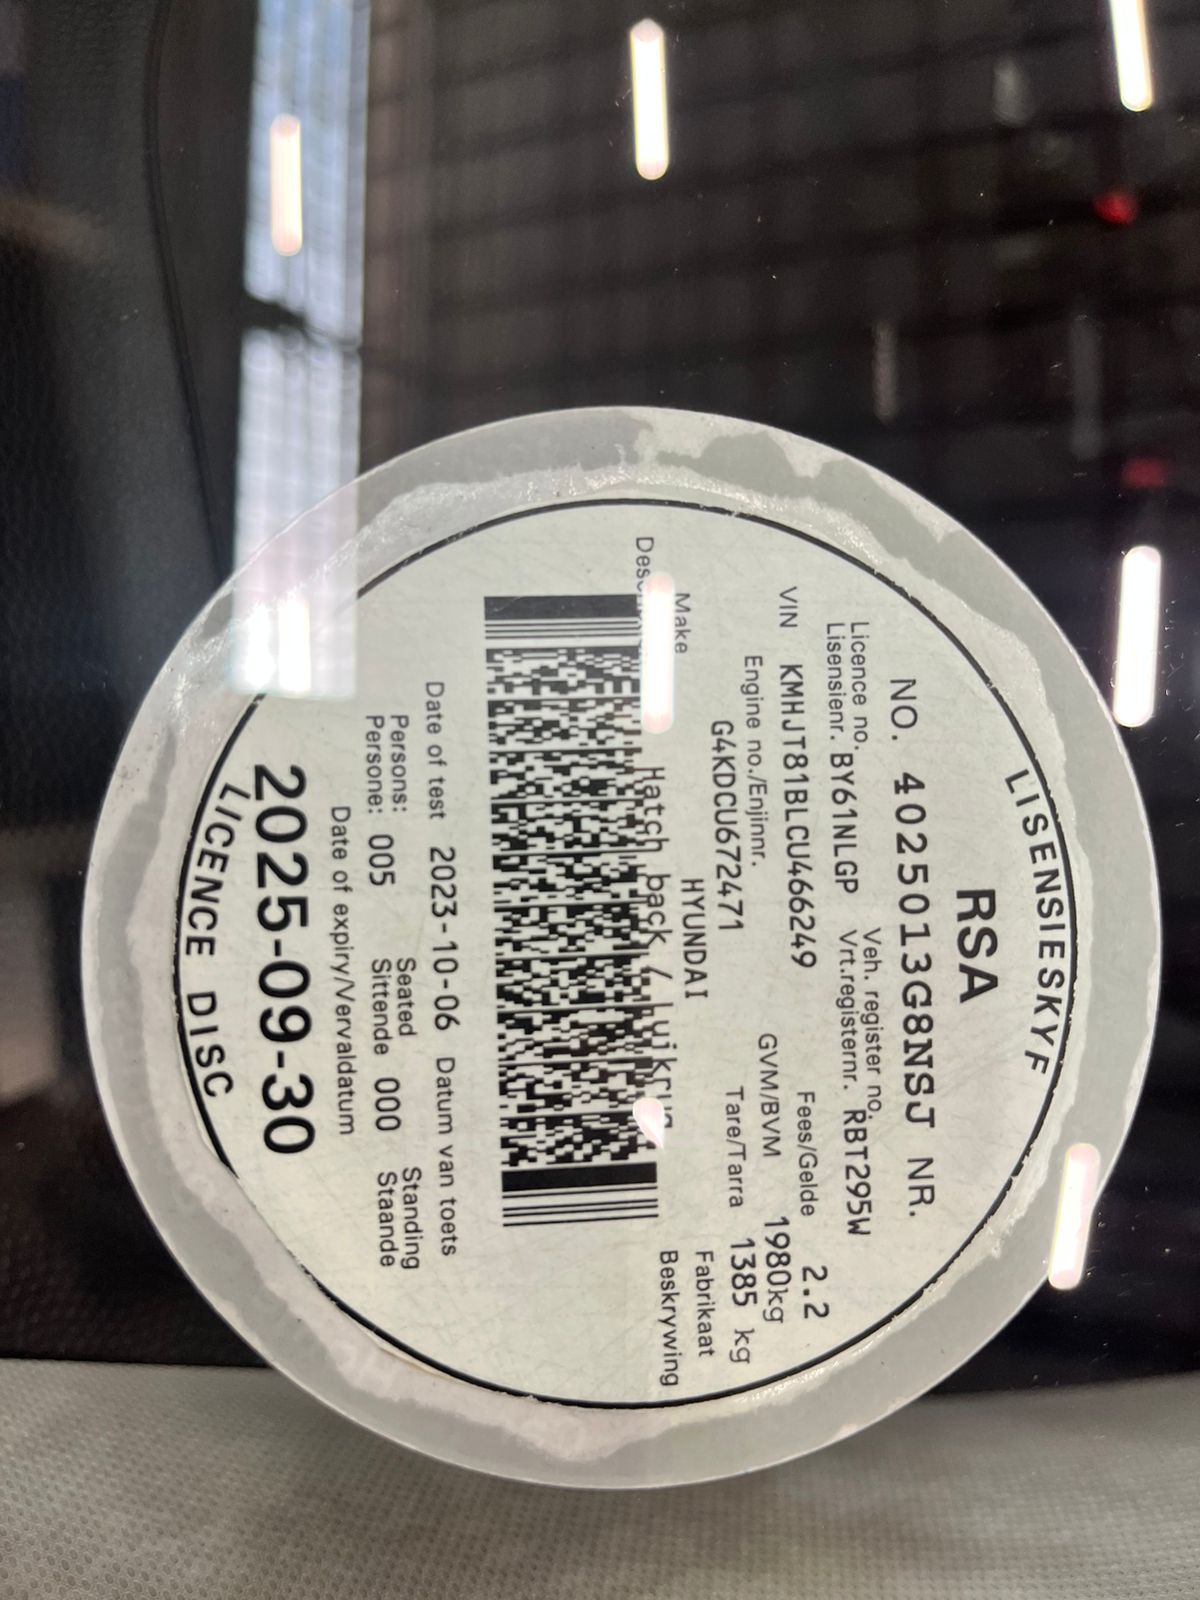 LISENSIESKYF
RSA
NO. 4025013G8NSJ NR.
Licence no. Veh. register no.
Lisensienr. BY61NLGP Vrt.registernr. RBT295W
VIN KMHJT81BLCU466249 Fees/Gelde 2.2
Engine no./Enjinnr. GVM/BVM 1980kg
G4KDCU672471 Tare/Tarra 1385 kg
Make HYUNDAI Fabrikaat
Hatch back / Luikrug Beskrywing
Date of test 2023-10-06 Datum van toets
Persons: Seated Standing
Persone: 005 Sittende 000 Staande
Date of expiry/Vervaldatum
2025-09-30
LICENCE DISC